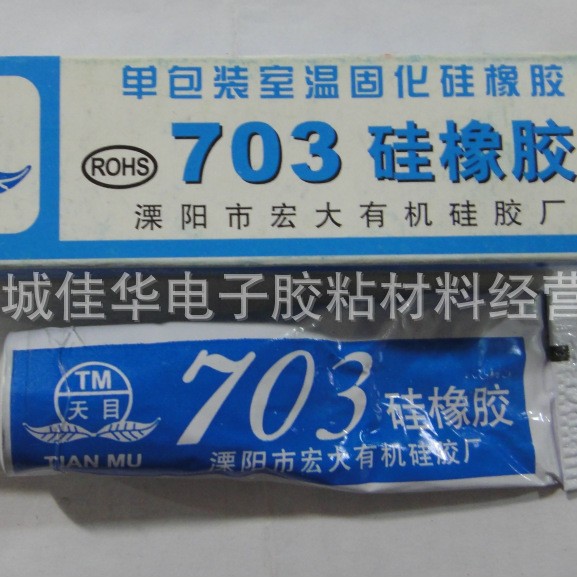 单包装室温固化硅橡胶
ROHS
703 硅橡胶
溧阳市宏大有机硅胶厂
城佳华电子胶粘材料经营
TM
天目
TIAN MU
703 硅橡胶
溧阳市宏大有机硅胶厂